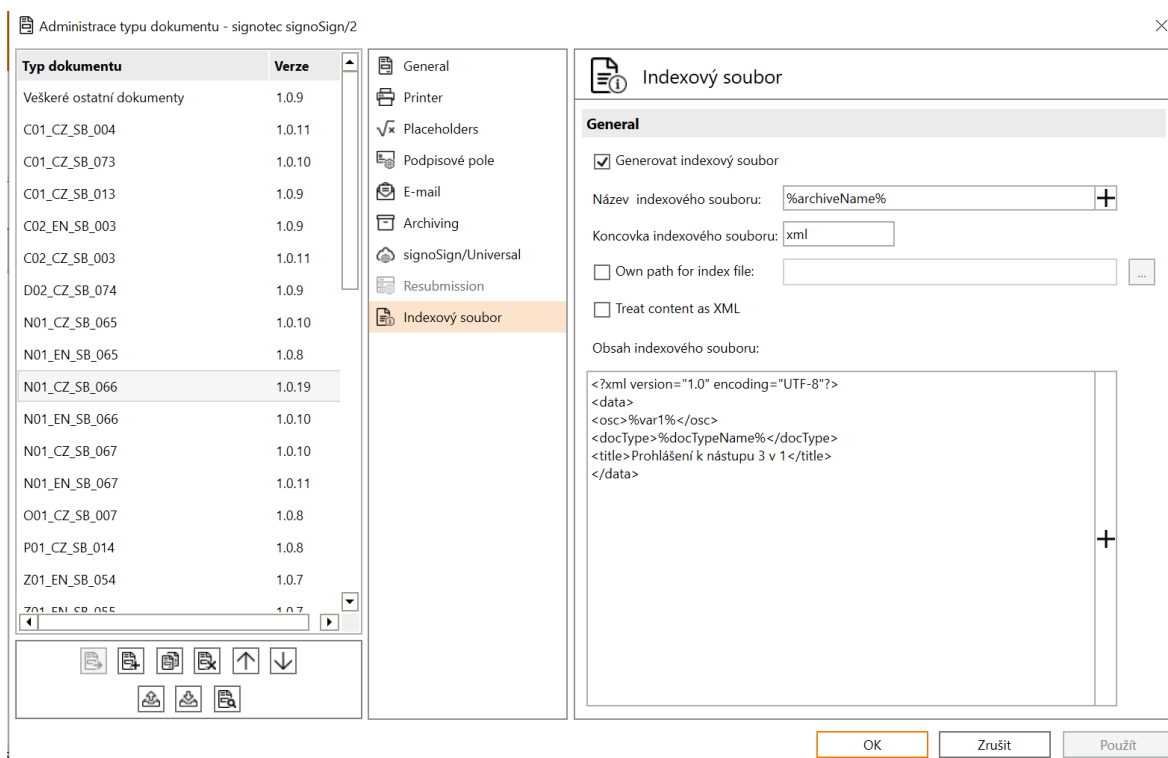 Administrace typu dokumentu - signotec signoSign/2
Typ dokumentu Verze
Veškeré ostatní dokumenty 1.0.9
C01_CZ_SB_004 1.0.11
C01_CZ_SB_073 1.0.10
C01_CZ_SB_013 1.0.9
C02_EN_SB_003 1.0.9
C02_CZ_SB_003 1.0.11
D02_CZ_SB_074 1.0.9
N01_CZ_SB_065 1.0.10
N01_EN_SB_065 1.0.8
N01_CZ_SB_066 1.0.19
N01_EN_SB_066 1.0.10
N01_CZ_SB_067 1.0.10
N01_EN_SB_067 1.0.11
O01_CZ_SB_007 1.0.8
P01_CZ_SB_014 1.0.8
Z01_EN_SB_054 1.0.7
Z01_EN_SB_055 1.0.7
General
Printer
Placeholders
Podpisové pole
E-mail
Archiving
signoSign/Universal
Resubmission
Indexový soubor
Indexový soubor
General
Generovat indexový soubor
Název indexového souboru: %archiveName%
Koncovka indexového souboru: xml
Own path for index file: ...
Treat content as XML
Obsah indexového souboru:
<?xml version="1.0" encoding="UTF-8"?>
<data>
<osc>%var1%</osc>
<docType>%docTypeName%</docType>
<title>Prohlášení k nástupu 3 v 1</title>
</data>
OK Zrušit Použít